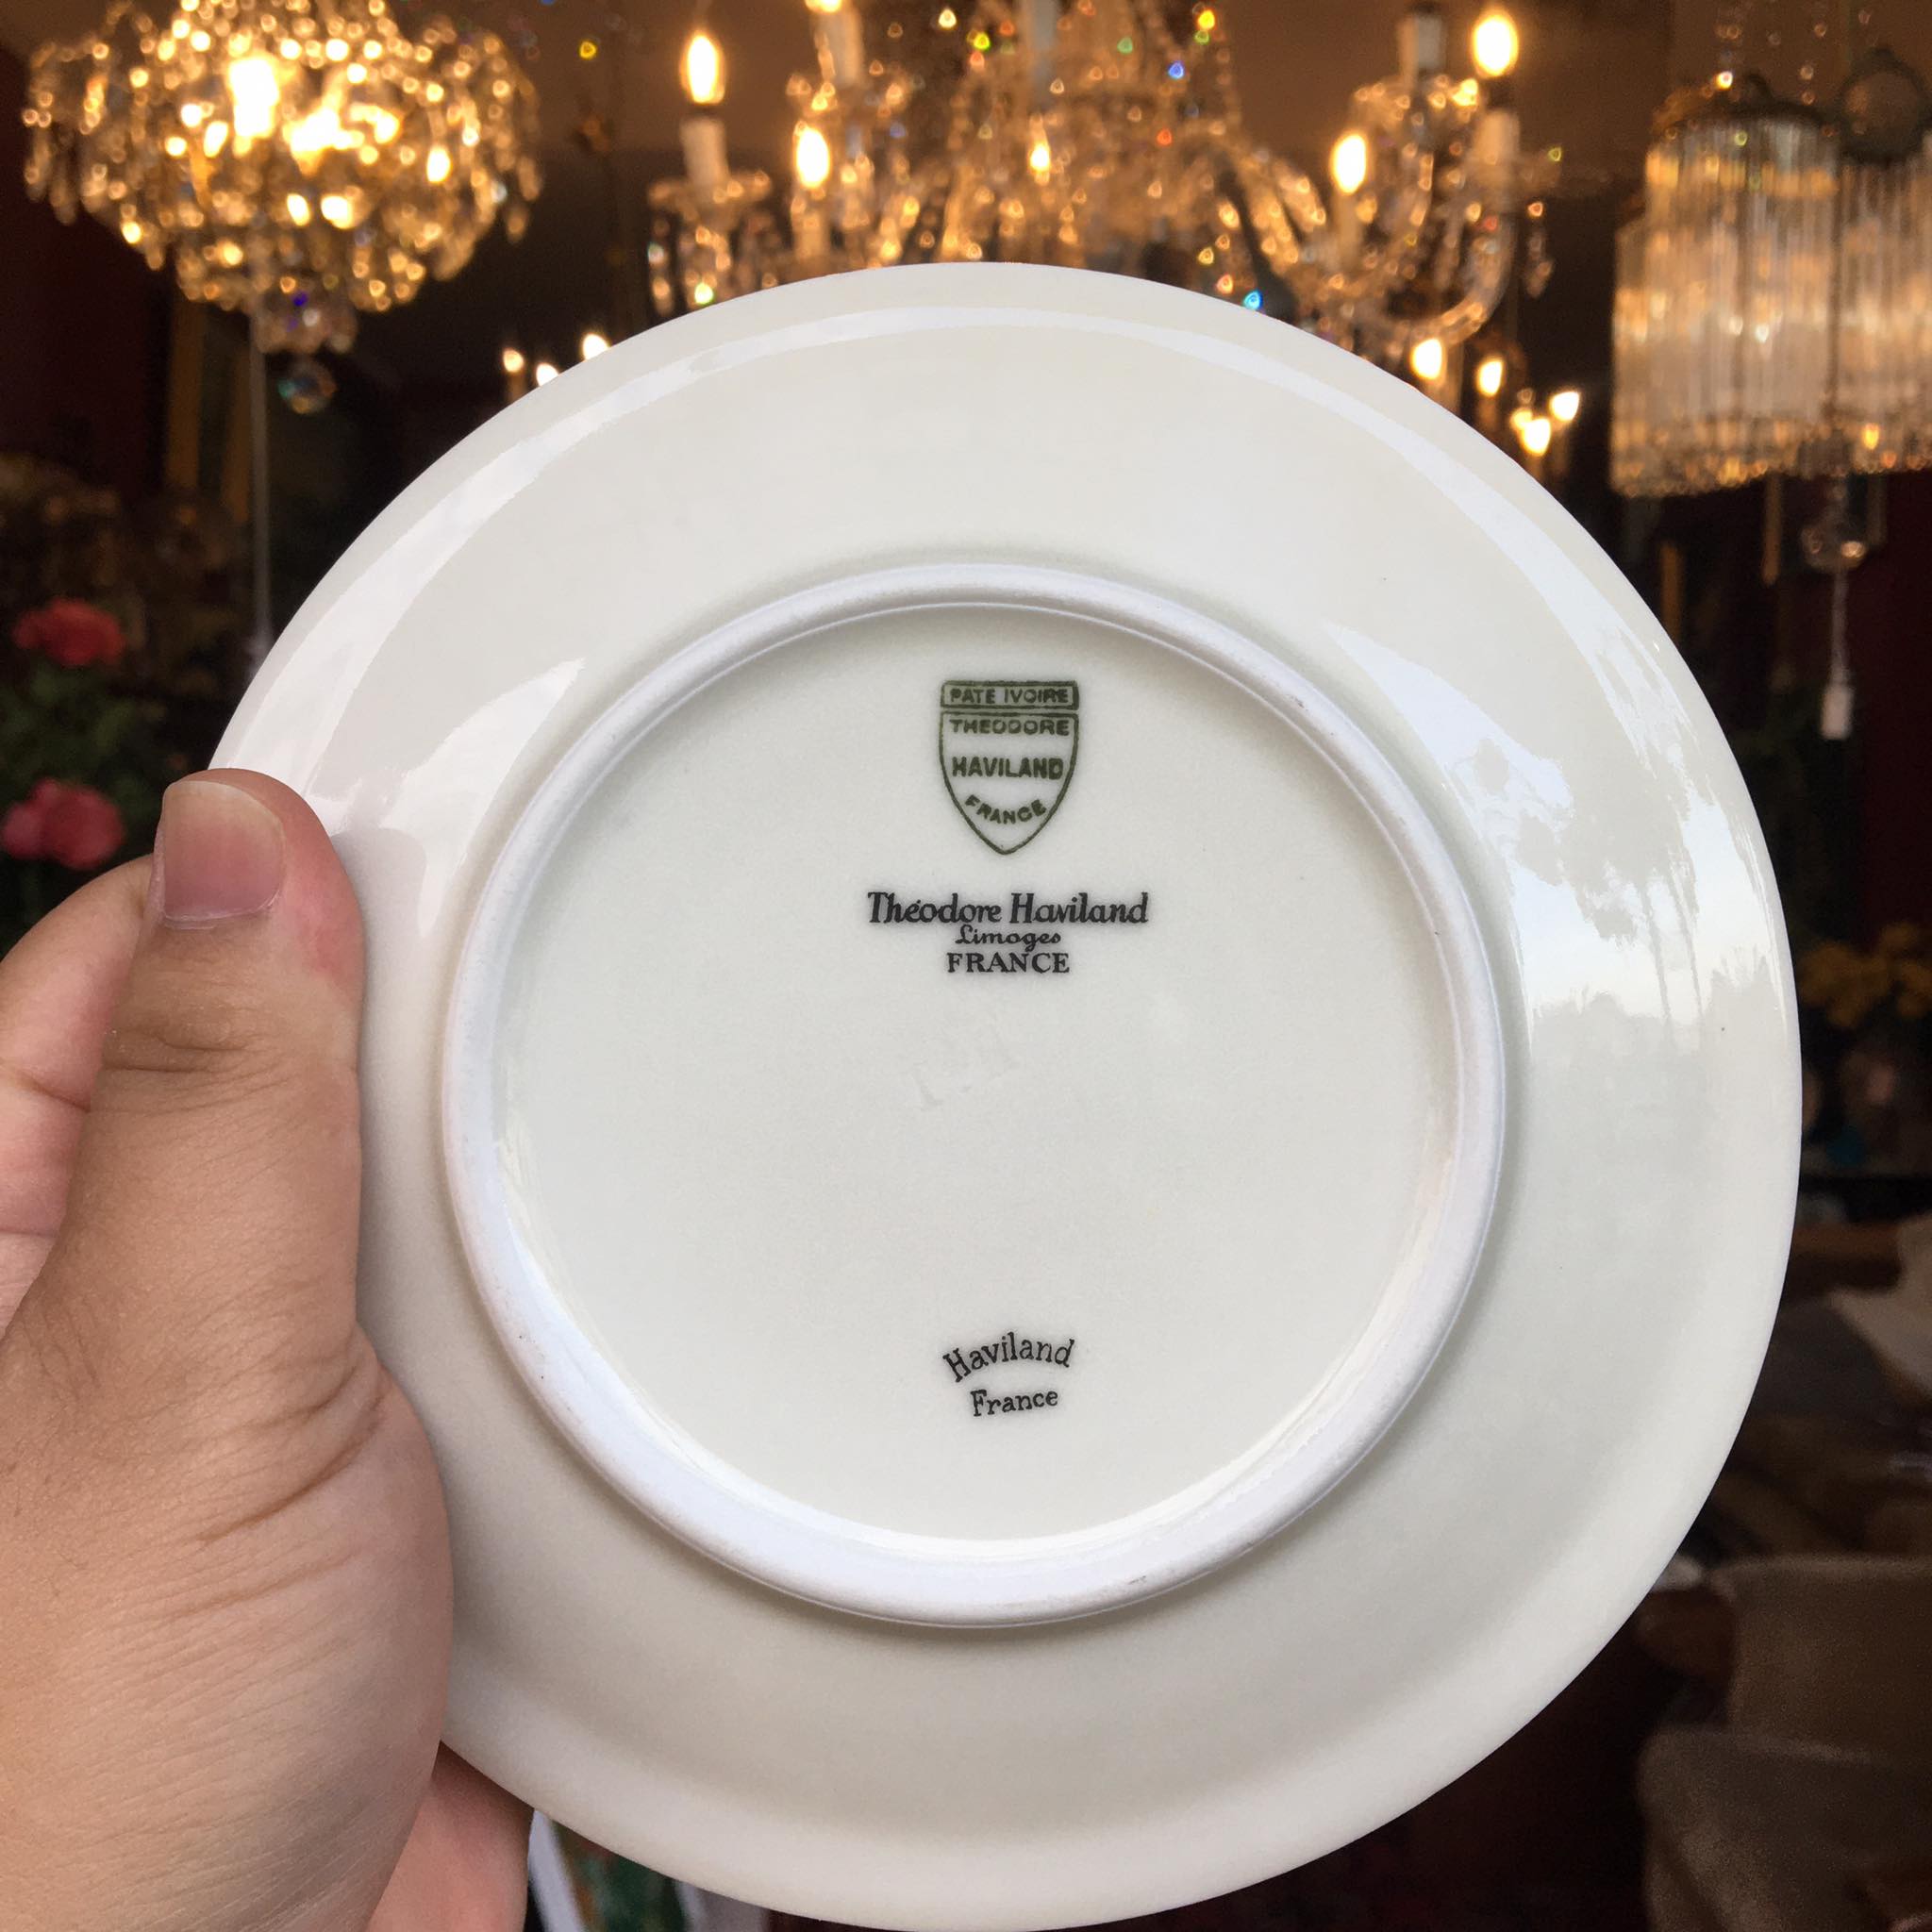 PATE IVOIRE
THEODORE
HAVILAND
FRANCE
Théodore Haviland
Limoges
FRANCE
Haviland
France